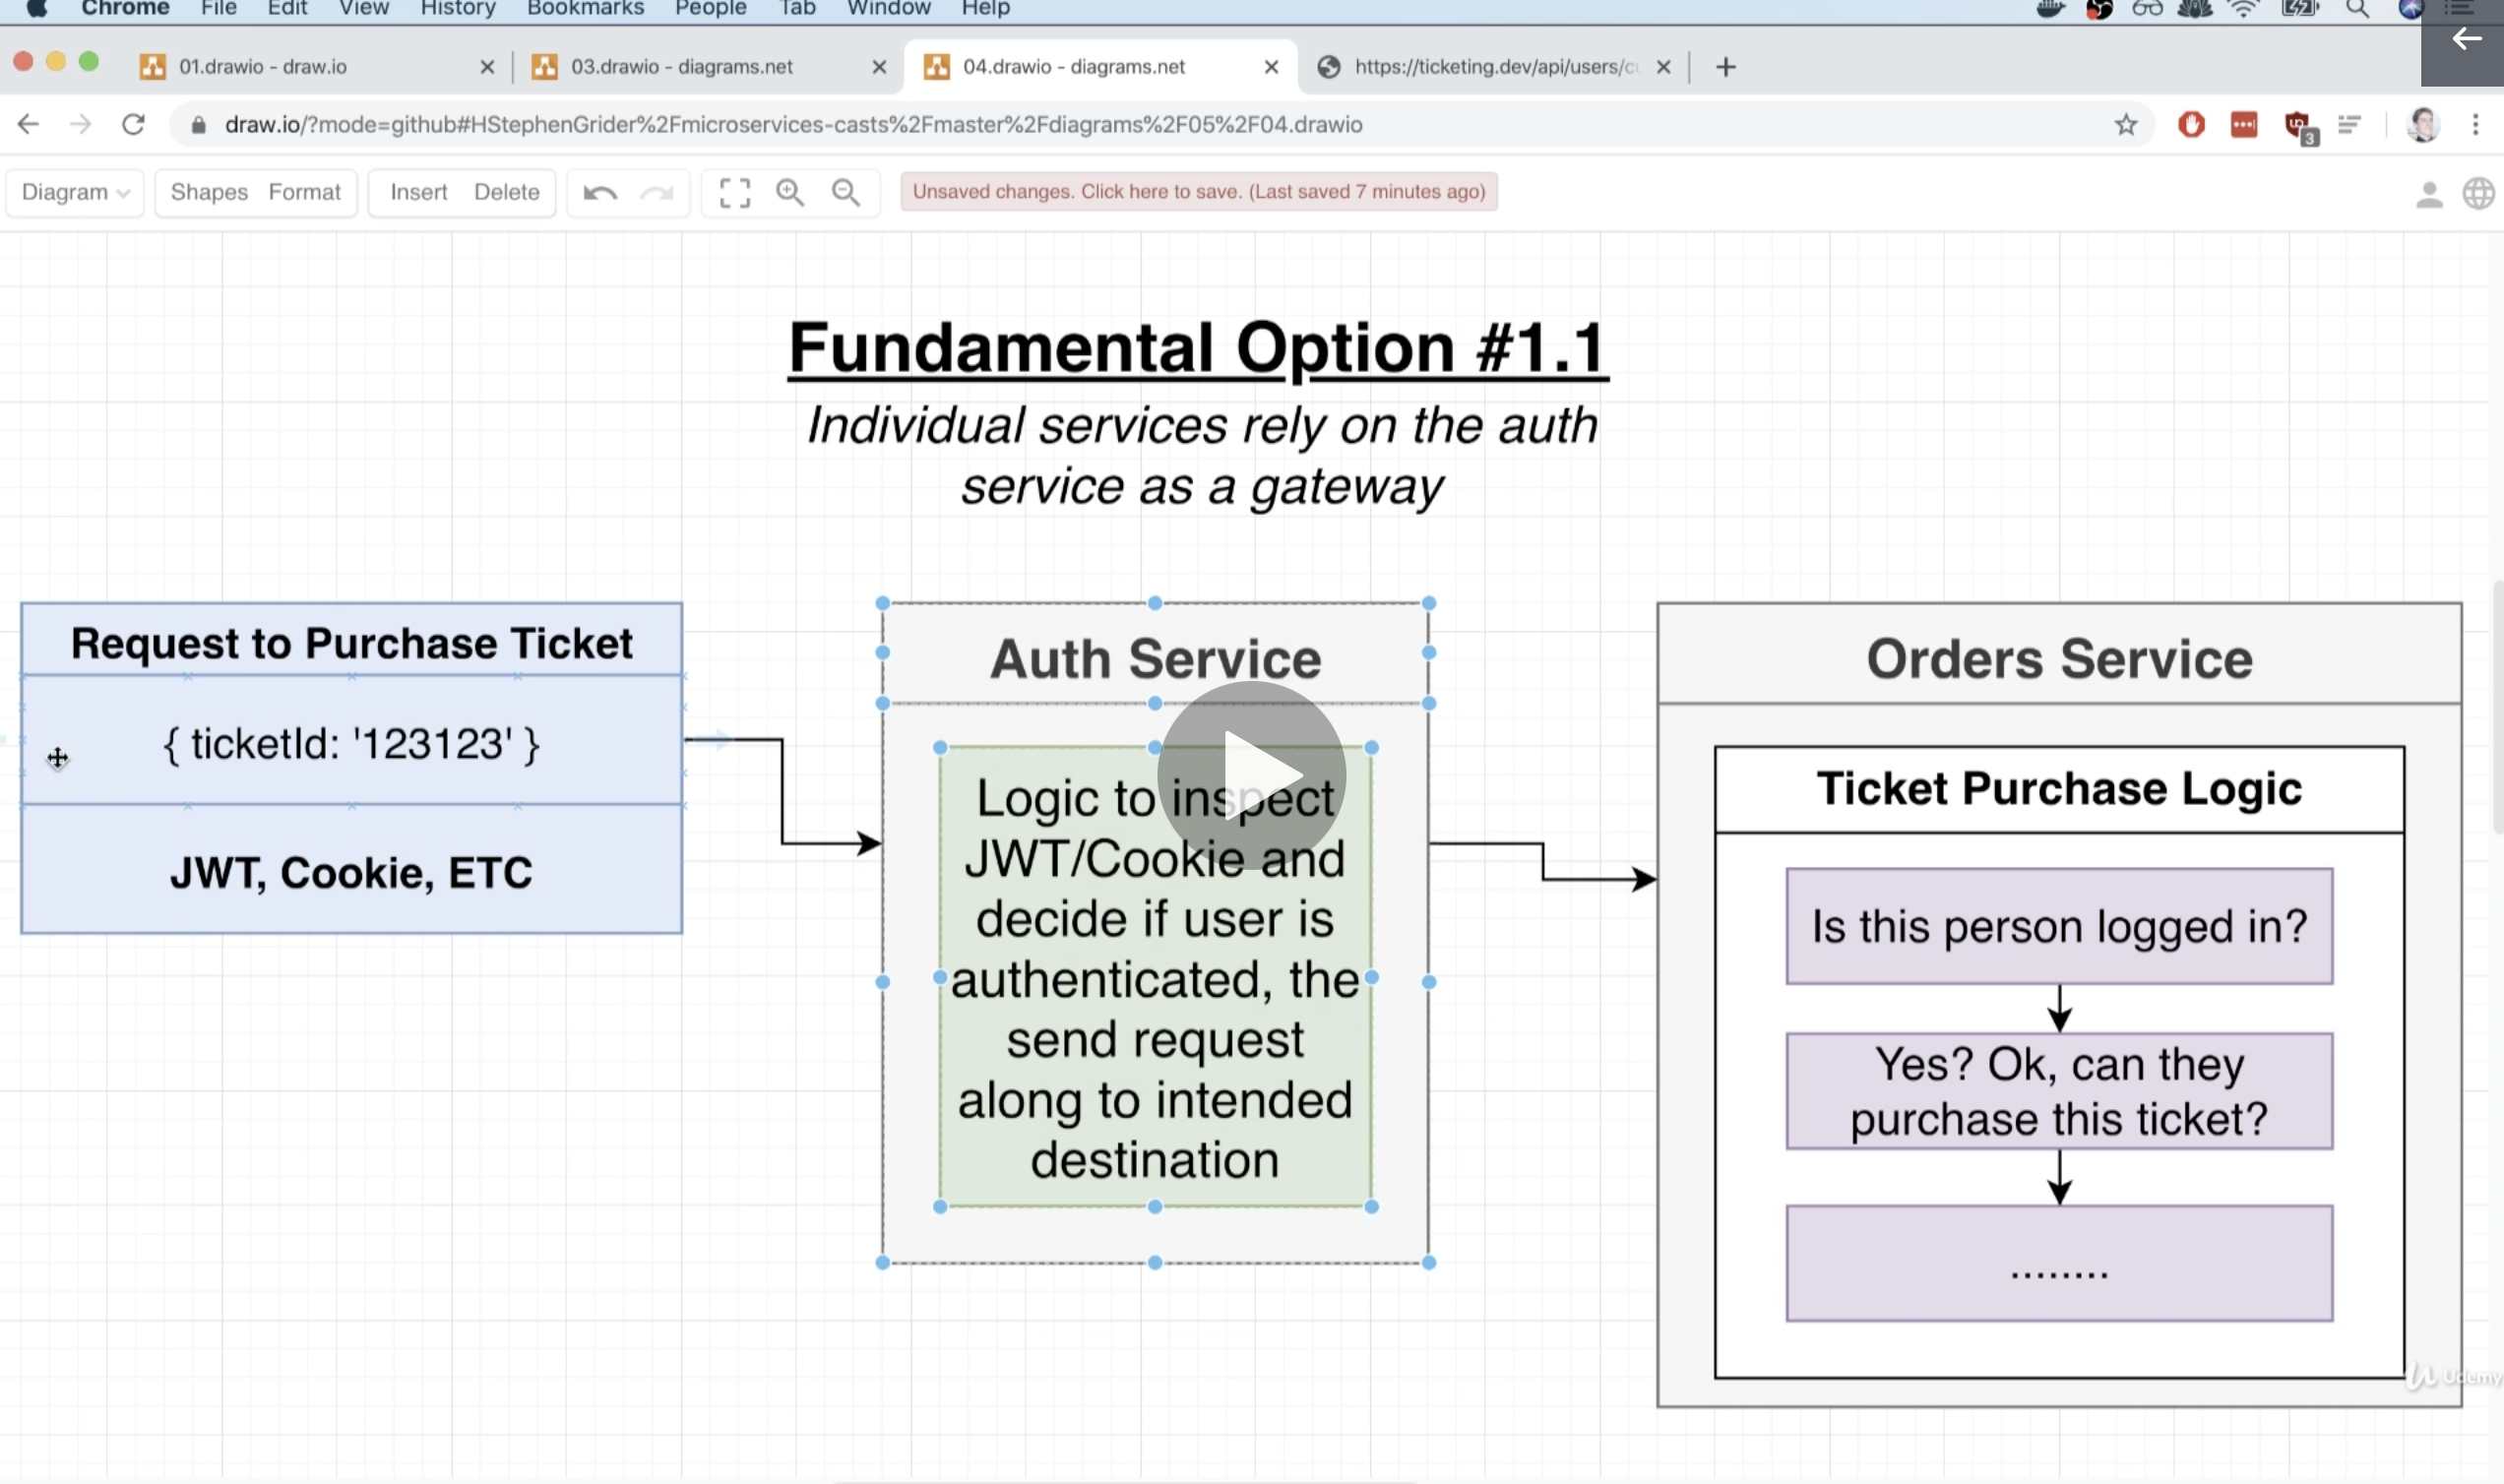 Chrome File Edit View History Bookmarks People Tab Window Help
01.drawio - draw.io
03.drawio - diagrams.net
04.drawio - diagrams.net
https://ticketing.dev/api/users/cu
draw.io/?mode=github#HStephenGrider%2Fmicroservices-casts%2Fmaster%2Fdiagrams%2F05%2F04.drawio
3
Diagram Shapes Format Insert Delete
Unsaved changes. Click here to save. (Last saved 7 minutes ago)
Fundamental Option #1.1
Individual services rely on the auth
service as a gateway
Request to Purchase Ticket
{ ticketId: '123123' }
JWT, Cookie, ETC
Auth Service
Logic to inspect
JWT/Cookie and
decide if user is
authenticated, the
send request
along to intended
destination
Orders Service
Ticket Purchase Logic
Is this person logged in?
Yes? Ok, can they
purchase this ticket?
........
Udemy